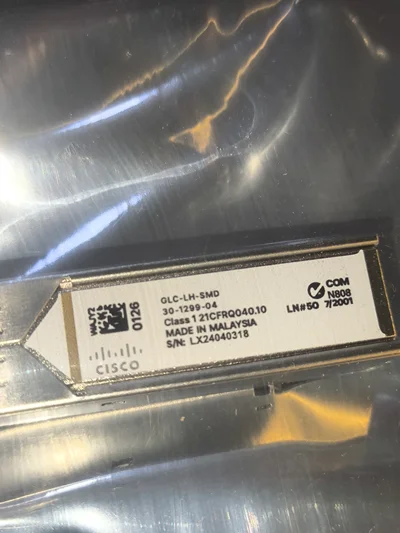 GLC-LH-SMD
30-1299-04
Class 1 21CFRQ040.10
MADE IN MALAYSIA
S/N: LX24040318
0126
CISCO
COM
N808
LN#50 7/2001